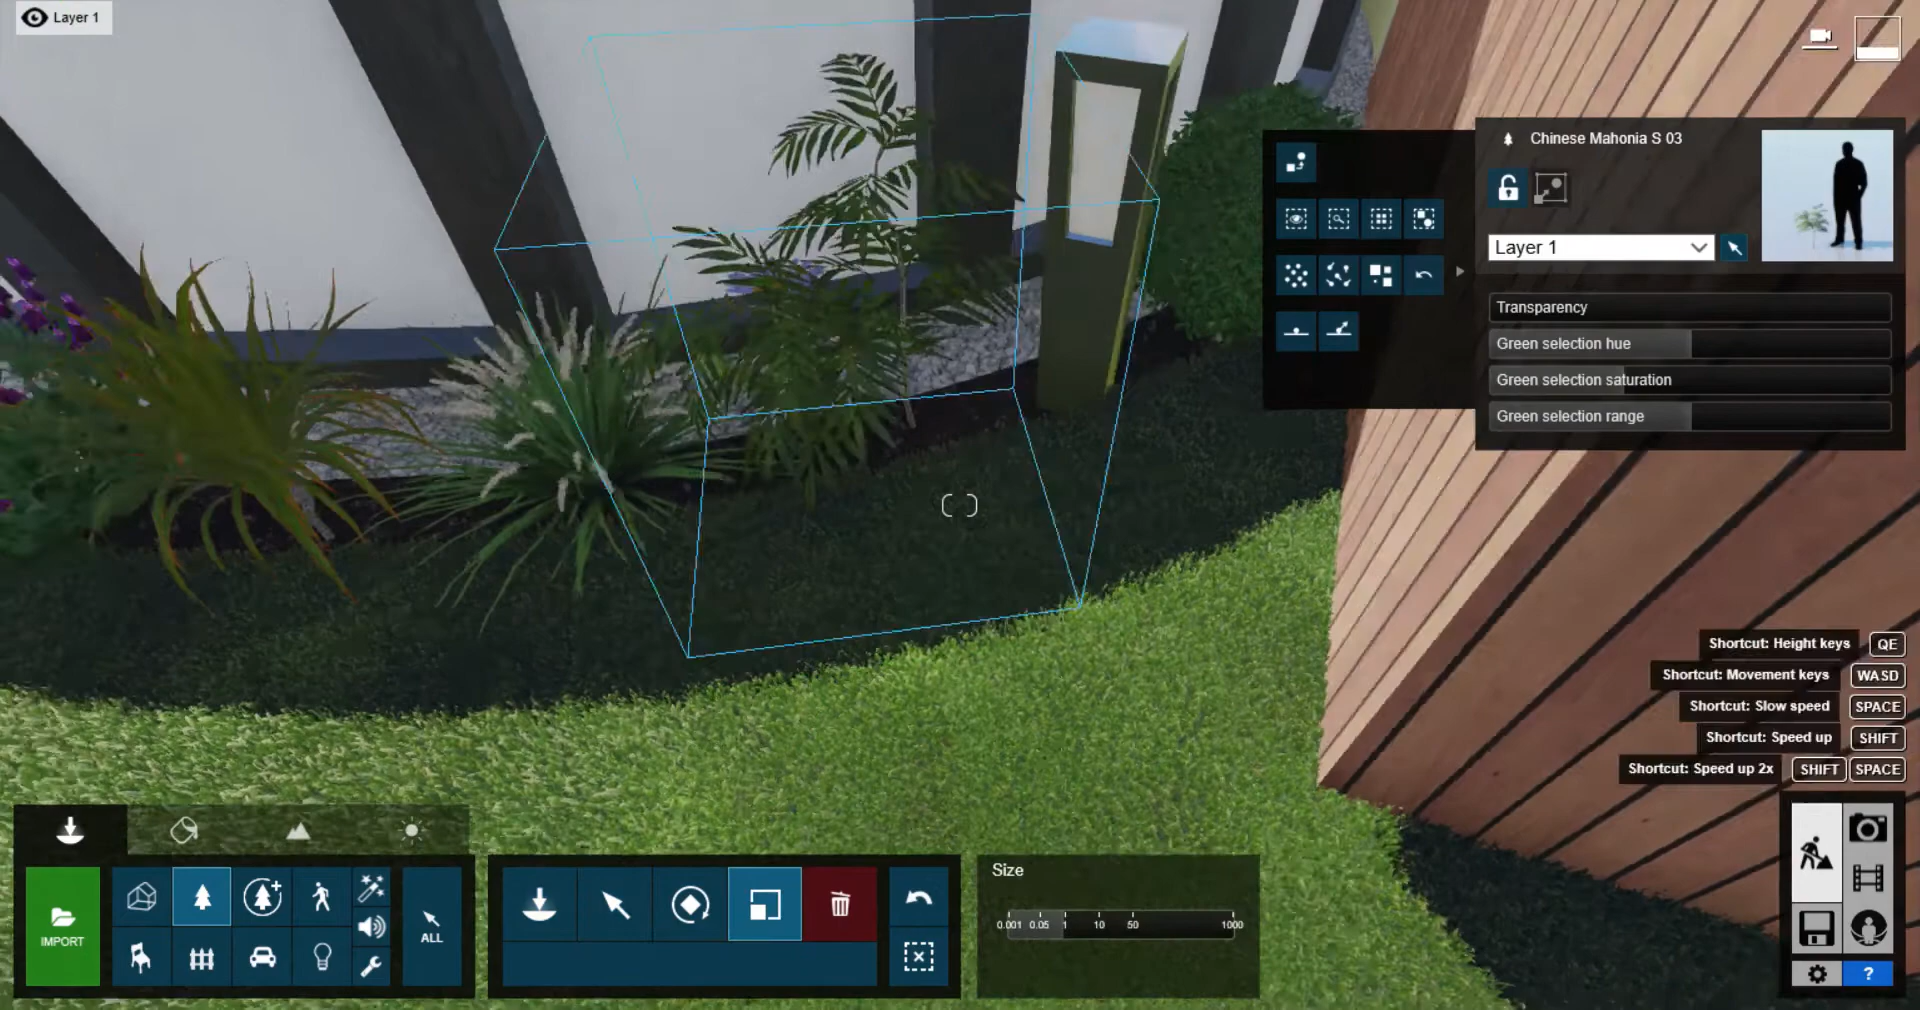 Layer 1
Chinese Mahonia S 03
Layer 1
Transparency
Green selection hue
Green selection saturation
Green selection range
Shortcut: Height keys QE
Shortcut: Movement keys WASD
Shortcut: Slow speed SPACE
Shortcut: Speed up SHIFT
Shortcut: Speed up 2x SHIFT SPACE
IMPORT
ALL
Size
0.001 0.05 1 10 50 1000
?